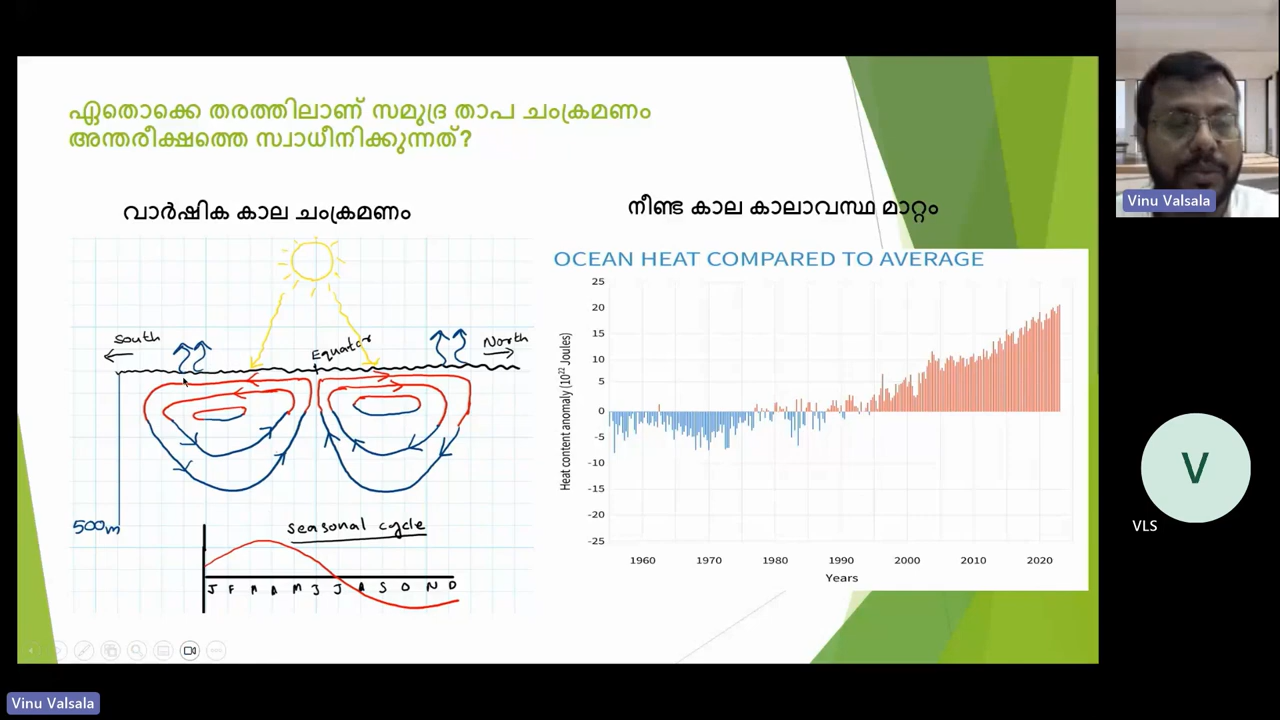 ഏതൊക്കെ തരത്തിലാണ് സമുദ്ര താപ ചംക്രമണം
അന്തരീക്ഷത്തെ സ്വാധീനിക്കുന്നത്?
വാർഷിക കാല ചംക്രമണം
നീണ്ട കാല കാലാവസ്ഥ മാറ്റം
South
Equator
North
500m
seasonal cycle
J F M A M J J A S O N D
OCEAN HEAT COMPARED TO AVERAGE
Heat content anomaly (10²² Joules)
25
20
15
10
5
0
-5
-10
-15
-20
-25
1960 1970 1980 1990 2000 2010 2020
Years
Vinu Valsala
V
VLS
Vinu Valsala